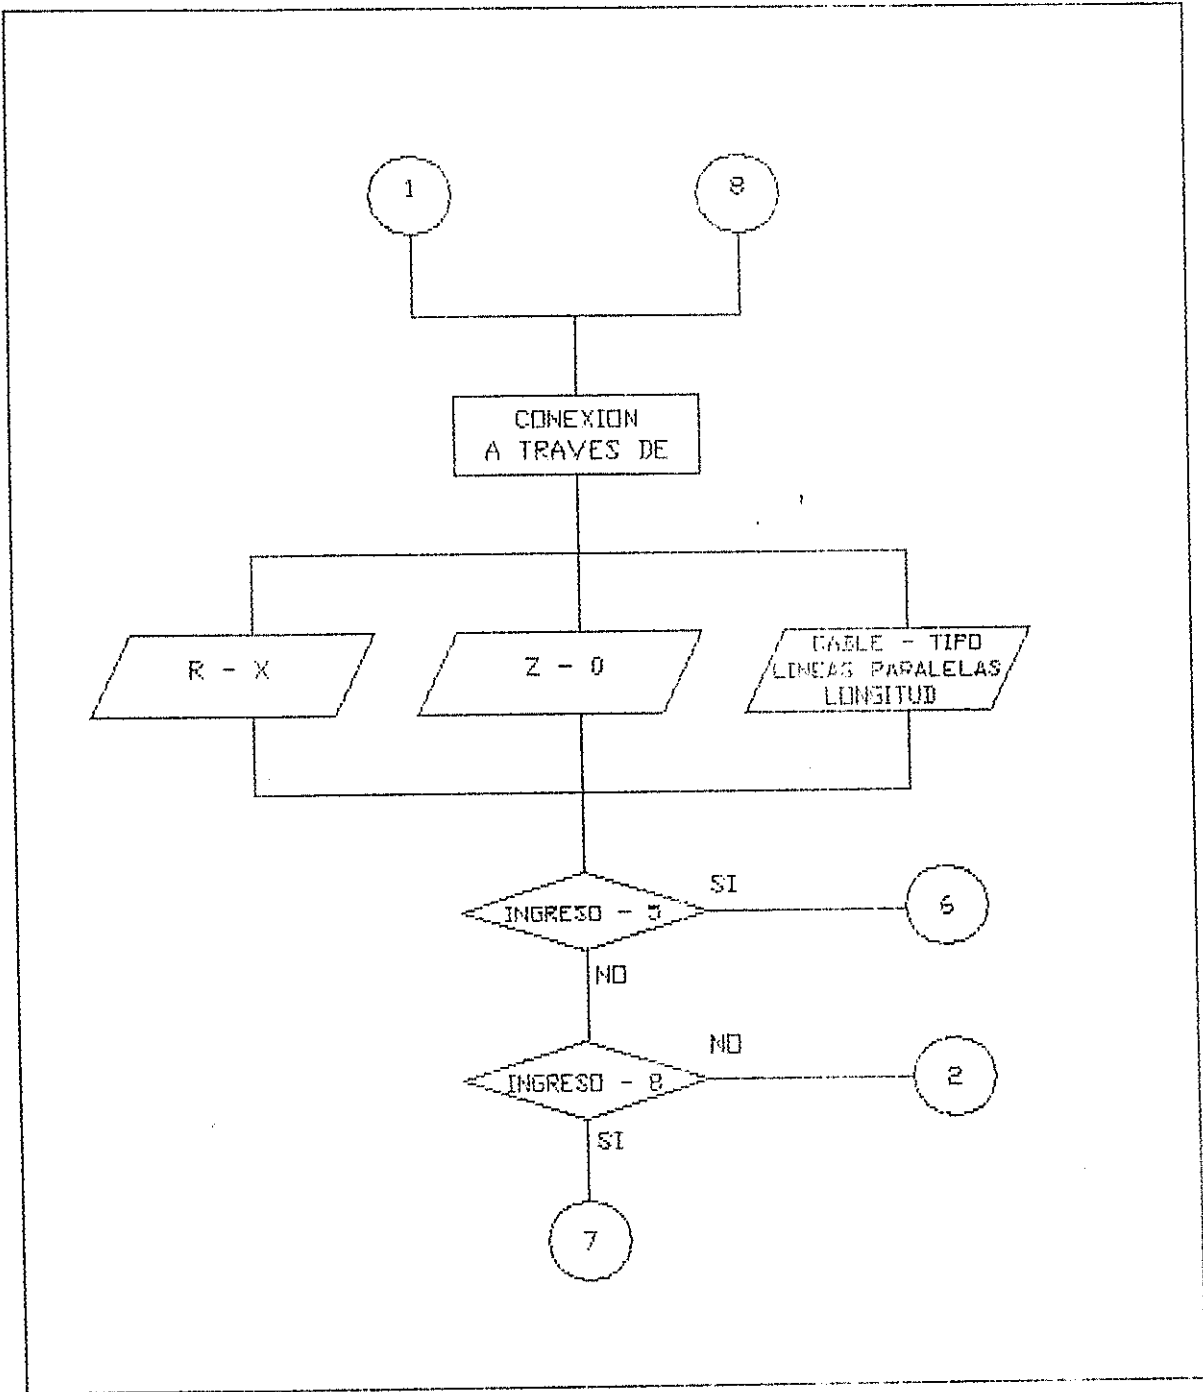 1
8
CONEXION
A TRAVES DE
R - X
Z - 0
CABLE - TIPO
LINEAS PARALELAS
LONGITUD
SI
INGRESO - 5
6
NO
NO
INGRESO - 8
2
SI
7